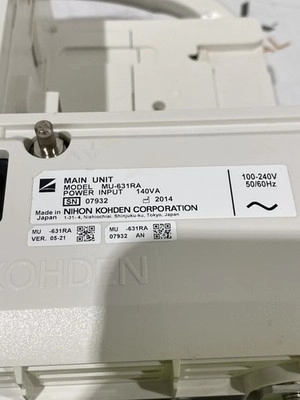 MAIN UNIT
MODEL MU-631RA
POWER INPUT 140VA
SN 07932 2014
Made in Japan NIHON KOHDEN CORPORATION
1-31-4, Nishiochiai, Shinjuku-ku, Tokyo, Japan
100-240V
50/60Hz
MU -631RA
VER. 05-21
MU -631RA
07932 AN
KOHDEN